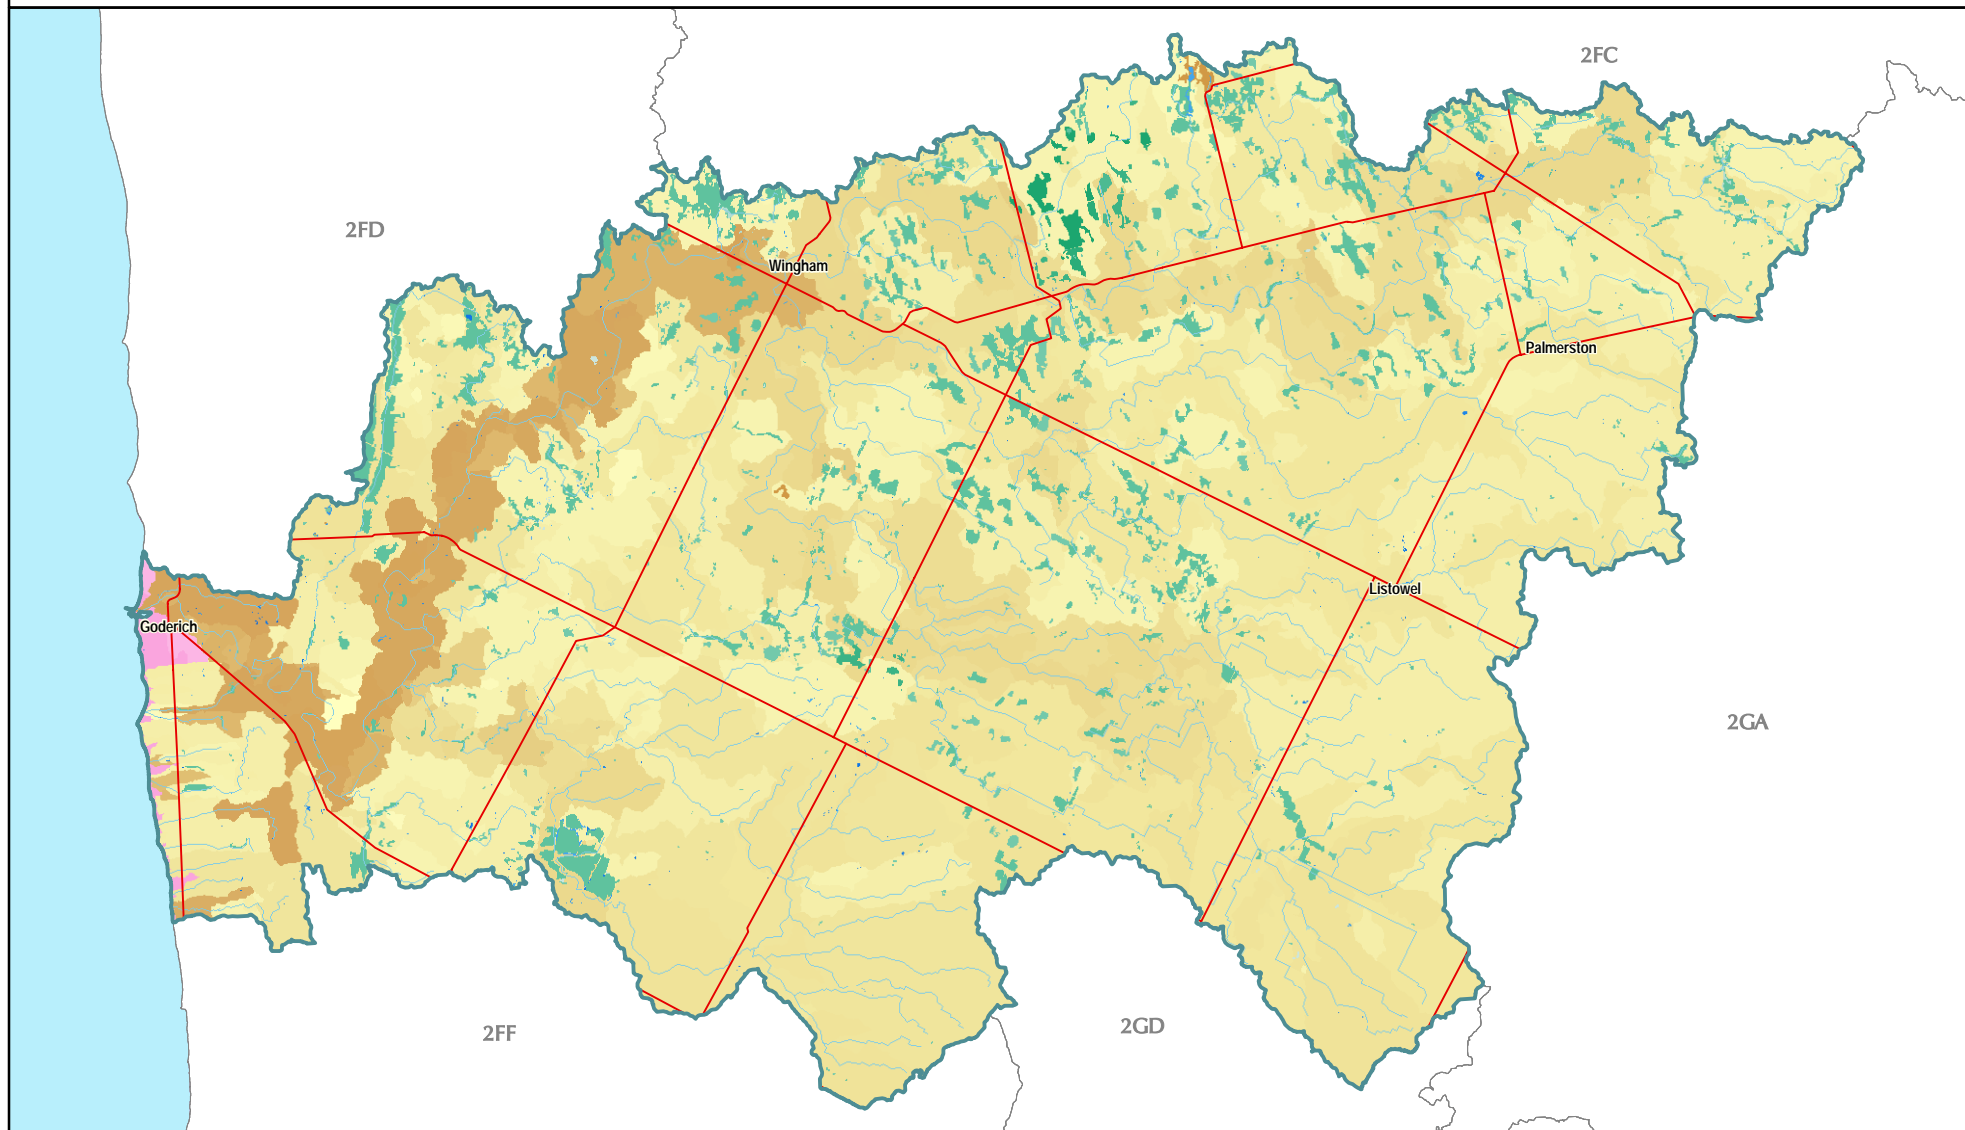 2FC
2FD
Wingham
Palmerston
Listowel
Goderich
2GA
2GD
2FF